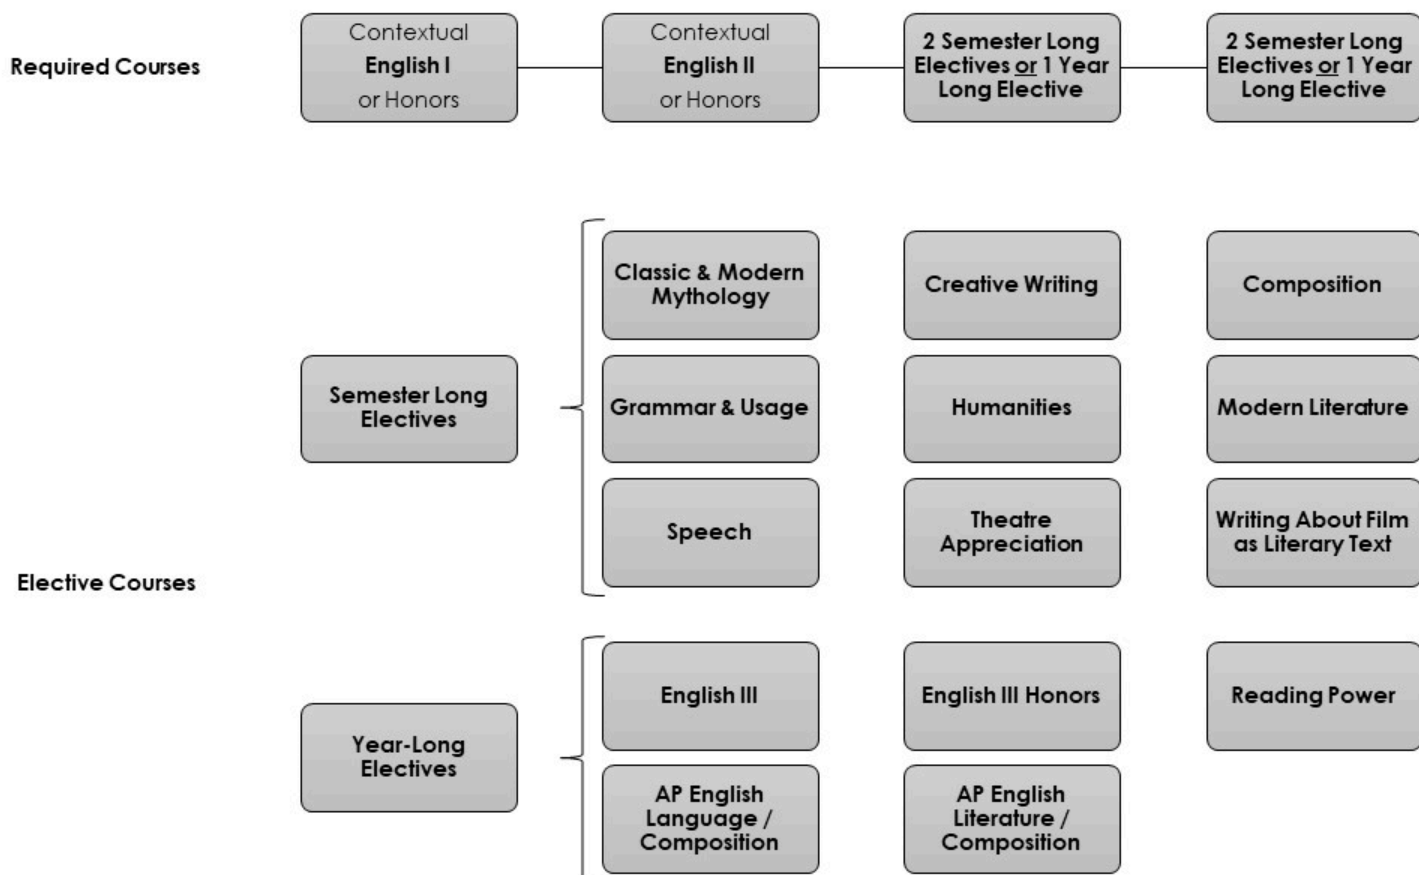 Required Courses
Contextual
English I
or Honors
Contextual
English II
or Honors
2 Semester Long
Electives or 1 Year
Long Elective
2 Semester Long
Electives or 1 Year
Long Elective
Elective Courses
Semester Long
Electives
Classic & Modern
Mythology
Creative Writing
Composition
Grammar & Usage
Humanities
Modern Literature
Speech
Theatre
Appreciation
Writing About Film
as Literary Text
Year-Long
Electives
English III
English III Honors
Reading Power
AP English
Language /
Composition
AP English
Literature /
Composition